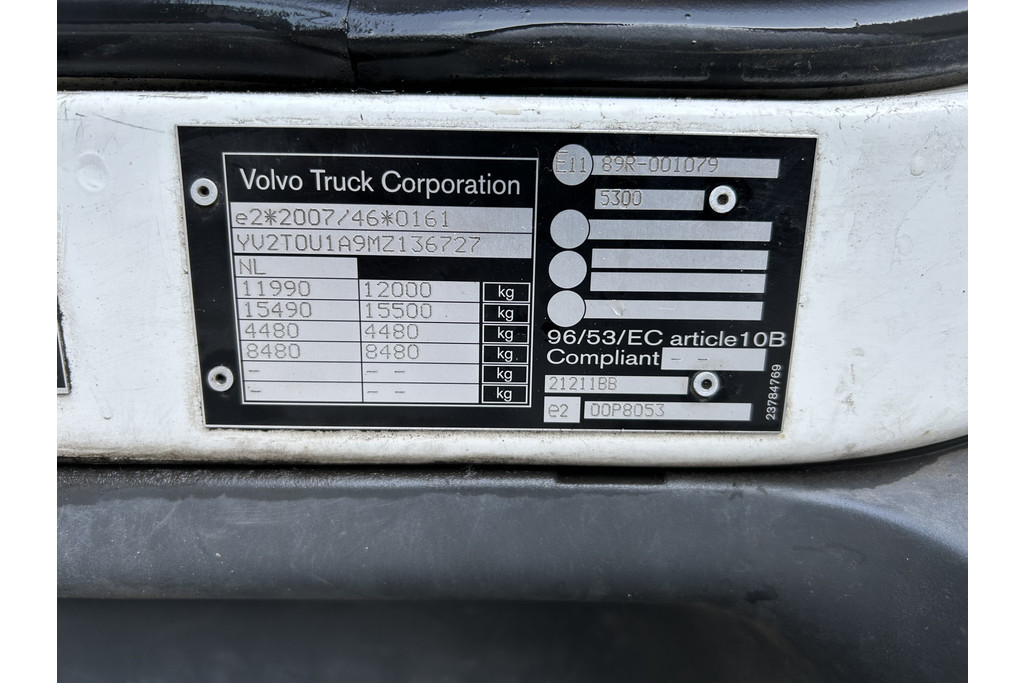 Volvo Truck Corporation
e2*2007/46*0161
YV2T0U1A9MZ136727
NL
11990 12000 kg
15490 15500 kg
4480 4480 kg
8480 8480 kg.
- -- kg
- -- kg
E11 89R-001079
5300
96/53/EC article10B
Compliant - -
21211BB
e2 00P8053
23784769